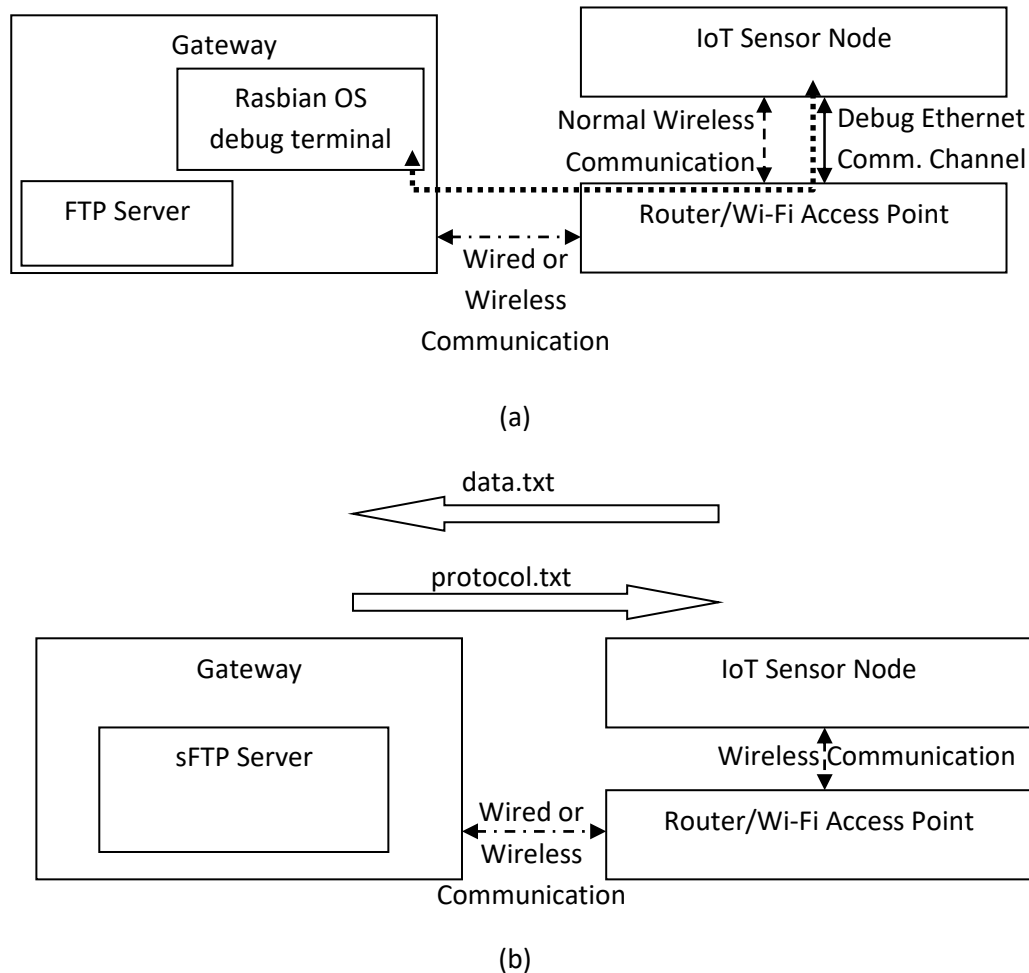 Gateway
Rasbian OS
debug terminal
FTP Server
IoT Sensor Node
Normal Wireless
Communication
Debug Ethernet
Comm. Channel
Router/Wi-Fi Access Point
Wired or
Wireless
Communication
(a)
data.txt
protocol.txt
Gateway
sFTP Server
IoT Sensor Node
Wireless Communication
Router/Wi-Fi Access Point
Wired or
Wireless
Communication
(b)